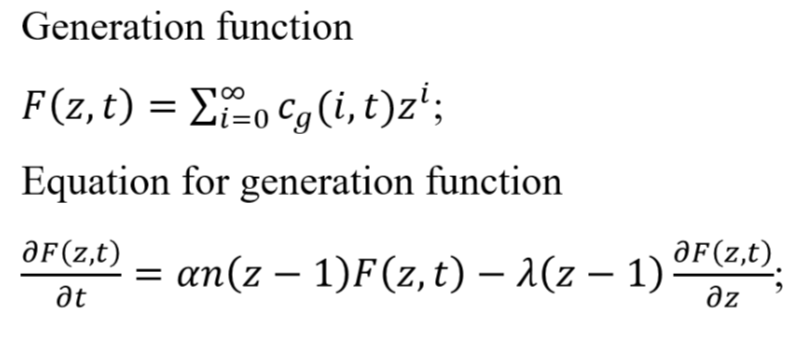 Generation function
F(z, t) = ∑_{i=0}^{∞} c_g(i, t)z^i;
Equation for generation function
∂F(z,t)/∂t = αn(z − 1)F(z, t) − λ(z − 1) ∂F(z,t)/∂z;